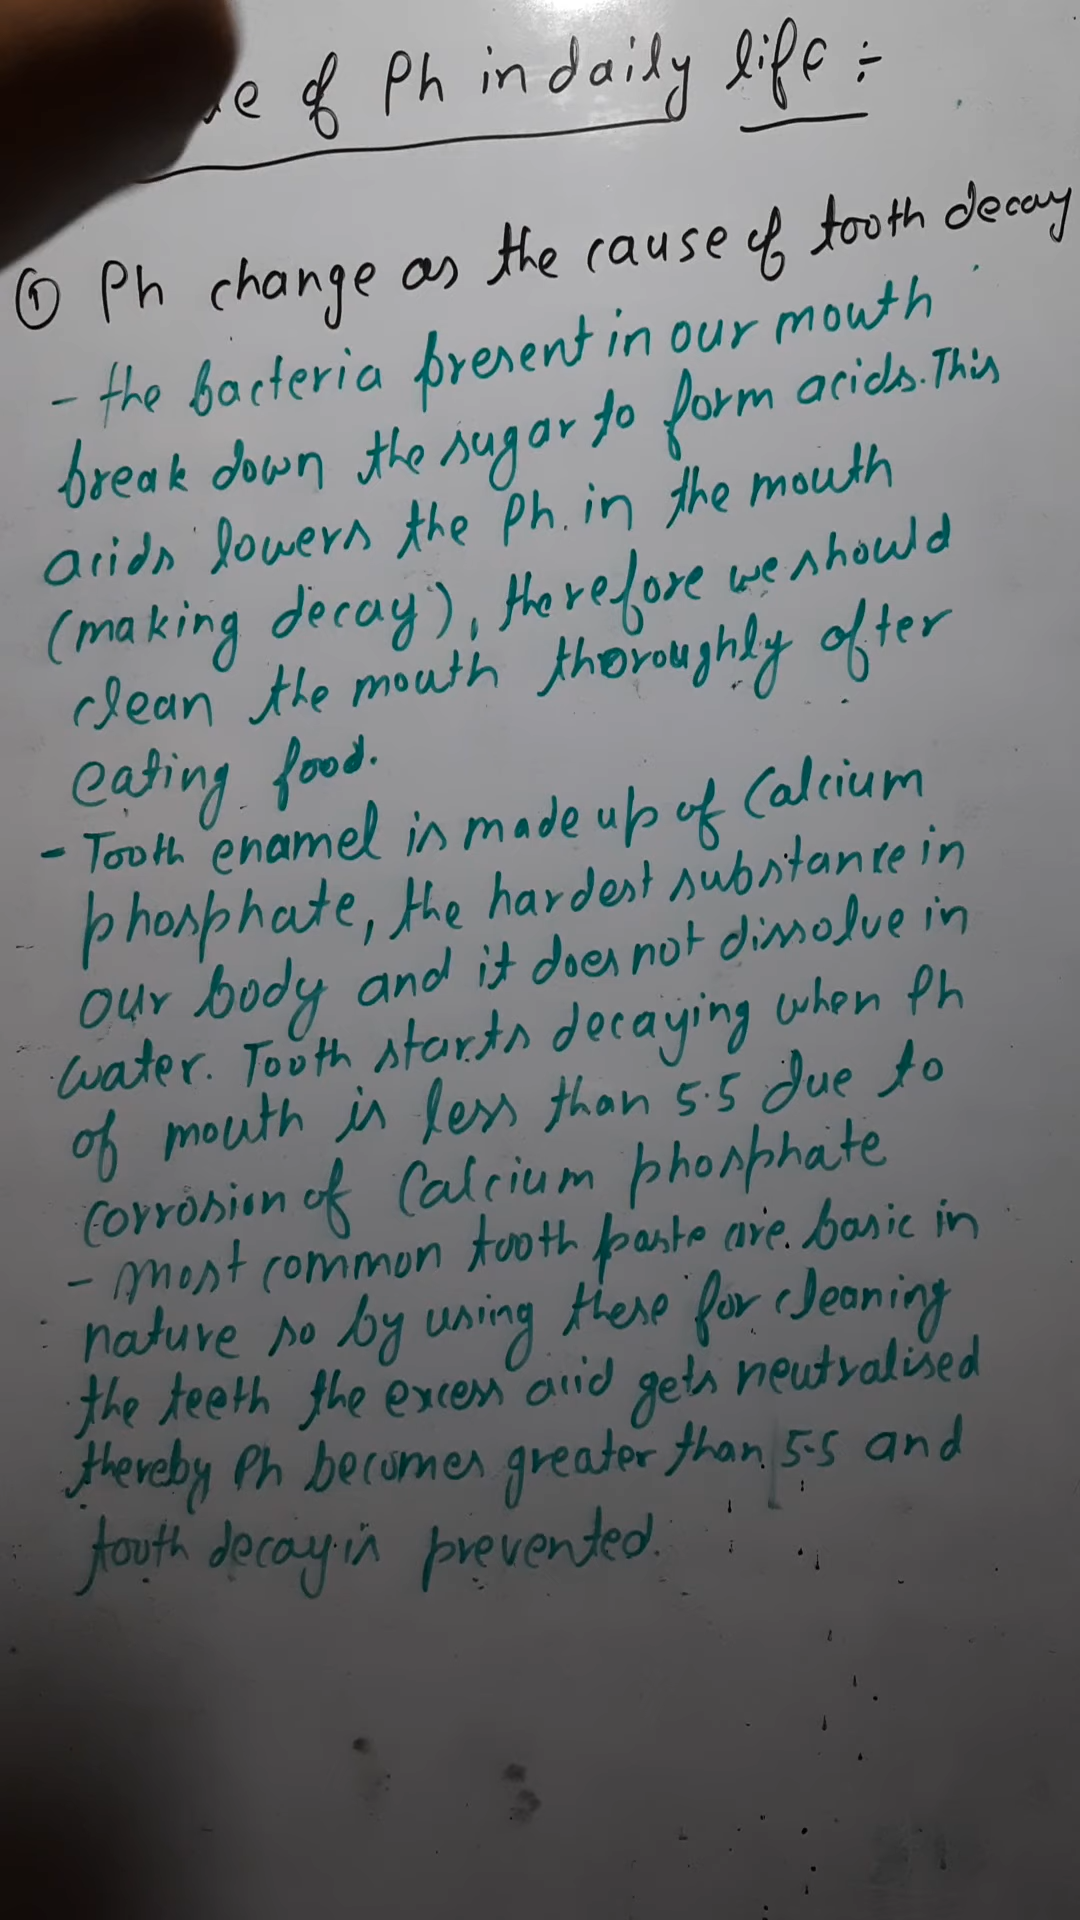 of Ph in daily life :-
① Ph change as the cause of tooth decay
- the bacteria present in our mouth
break down the sugar to form acids. This
acids lowers the Ph. in the mouth
(making decay), therefore we should
clean the mouth thoroughly after
eating food.
- Tooth enamel is made up of Calcium
phosphate, the hardest substance in
our body and it does not dissolve in
water. Tooth starts decaying when Ph
of mouth is less than 5.5 due to
corrosion of Calcium phosphate
- Most common tooth paste are basic in
nature so by using these for cleaning
the teeth the excess acid gets neutralised
thereby Ph becomes greater than 5.5 and
tooth decay is prevented.